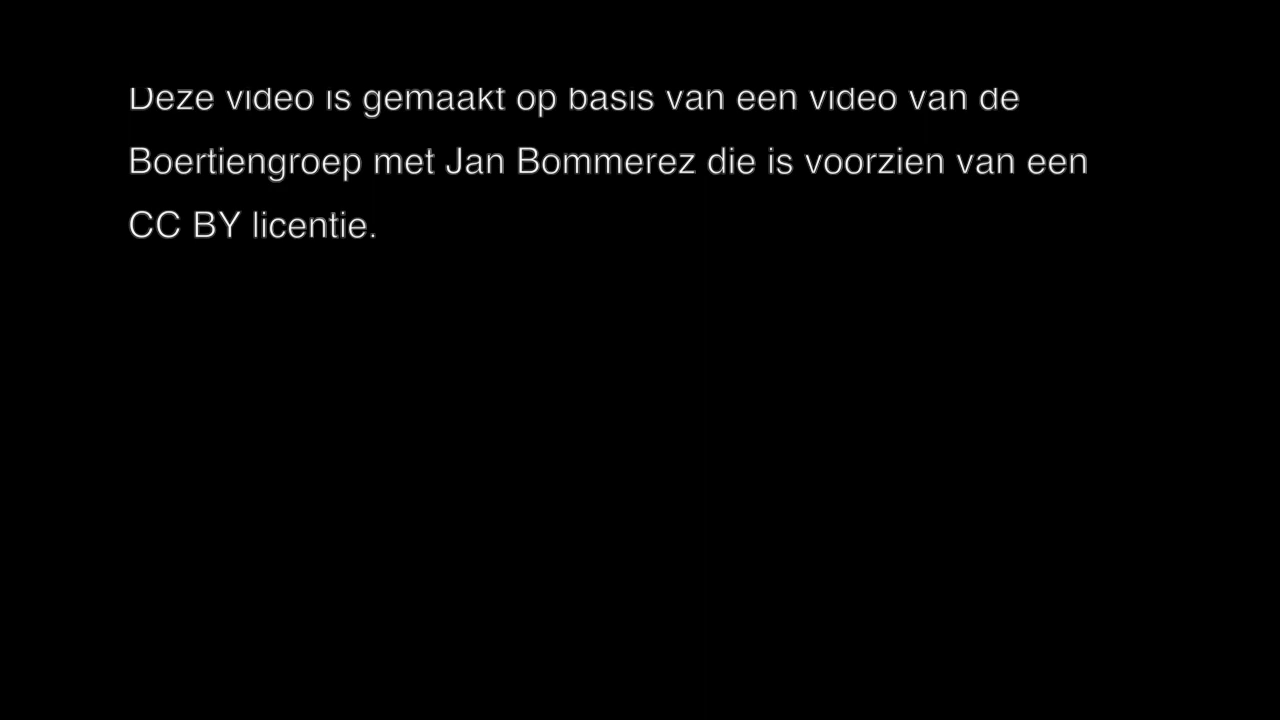 Deze video is gemaakt op basis van een video van de
Boertiengroep met Jan Bommerez die is voorzien van een
CC BY licentie.